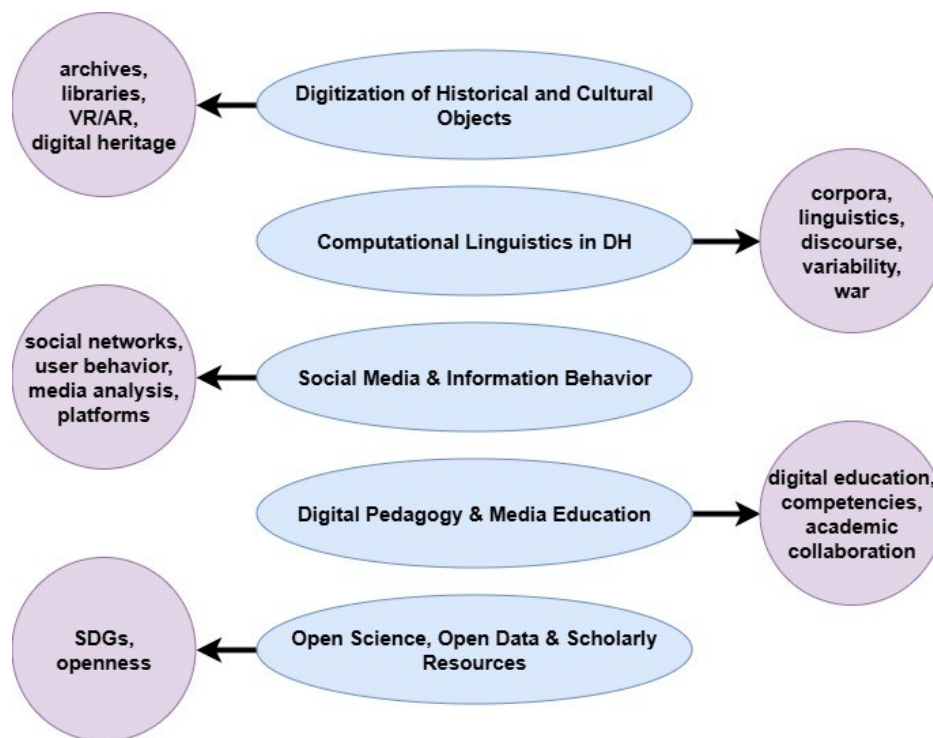 archives,
libraries,
VR/AR,
digital heritage
Digitization of Historical and Cultural
Objects
Computational Linguistics in DH
corpora,
linguistics,
discourse,
variability,
war
social networks,
user behavior,
media analysis,
platforms
Social Media & Information Behavior
Digital Pedagogy & Media Education
digital education,
competencies,
academic
collaboration
SDGs,
openness
Open Science, Open Data & Scholarly
Resources